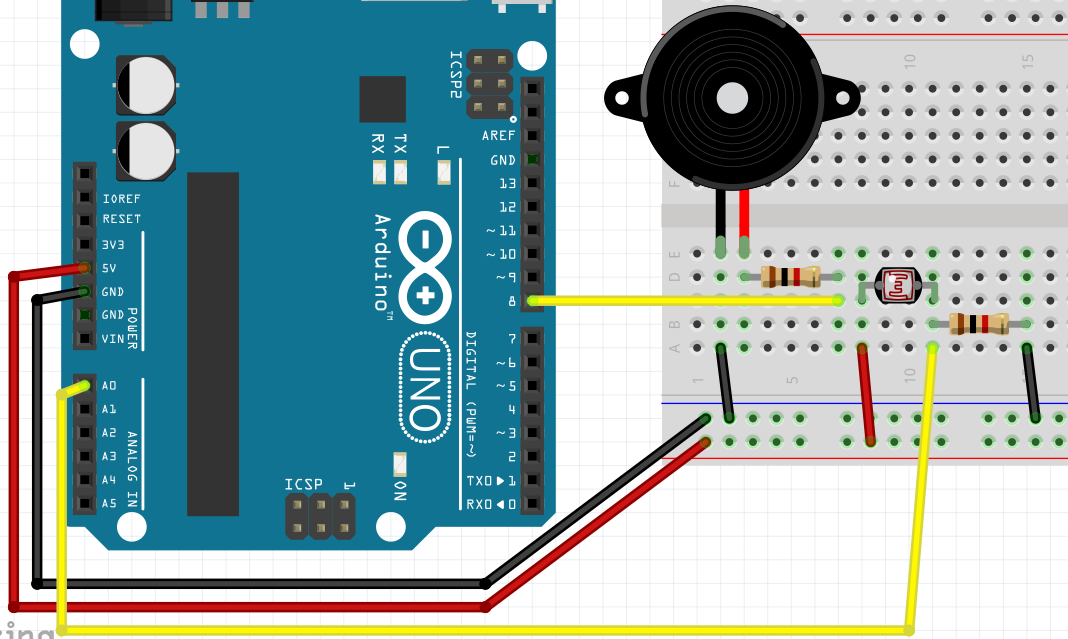 ICSP2
AREF
GND
13
12
~11
~10
~9
8
7
~6
~5
4
~3
2
TX0▶1
RX0◀0
RX
TX
L
Arduino™
UNO
DIGITAL (PWM=~)
IOREF
RESET
3V3
5V
GND
GND
VIN
POWER
A0
A1
A2
A3
A4
A5
ANALOG IN
ICSP
1
ON
10
15
F
E
D
B
A
1
5
10